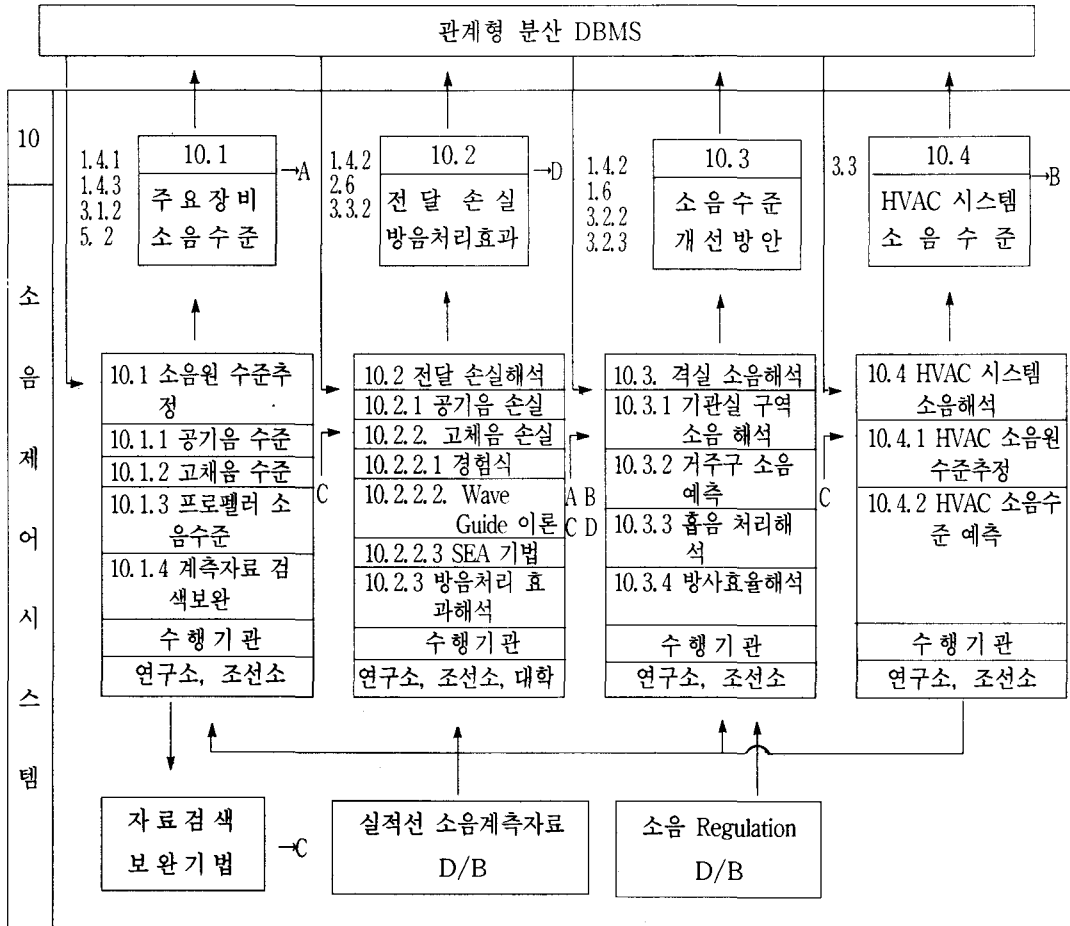 관계형 분산 DBMS
10
소
음
제
어
시
스
템
1.4.1
1.4.3
3.1.2
5. 2
10.1
주요장비
소음수준
→A
1.4.2
2.6
3.3.2
10.2
전달 손실
방음처리효과
→D
1.4.2
1.6
3.2.2
3.2.3
10.3
소음수준
개선방안
3.3
10.4
HVAC 시스템
소 음 수 준
→B
10.1 소음원 수준추
정
10.1.1 공기음 수준
10.1.2 고채음 수준
10.1.3 프로펠러 소
음수준
10.1.4 계측자료 검
색보완
수행기관
연구소, 조선소
C
10.2 전달 손실해석
10.2.1 공기음 손실
10.2.2. 고체음 손실
10.2.2.1 경험식
10.2.2.2. Wave
Guide 이론
10.2.2.3 SEA 기법
10.2.3 방음처리 효
과해석
수행기관
연구소, 조선소, 대학
A B
C D
10.3. 격실 소음해석
10.3.1 기관실 구역
소음 해석
10.3.2 거주구 소음
예측
10.3.3 흡음 처리해
석
10.3.4 방사효율해석
수행기관
연구소, 조선소
C
10.4 HVAC 시스템
소음해석
10.4.1 HVAC 소음원
수준추정
10.4.2 HVAC 소음수
준 예측
수행기관
연구소, 조선소
자료검색
보완기법
→C
실적선 소음계측자료
D/B
소음 Regulation
D/B